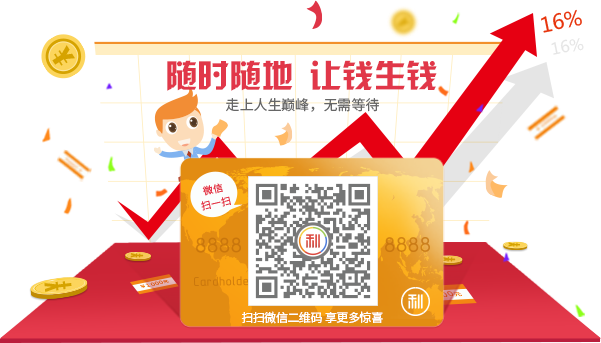 16%
16%
随时随地 让钱生钱
走上人生巅峰，无需等待
微信
扫一扫
利
8888 8888
Cardholde
利
扫扫微信二维码 享更多惊喜